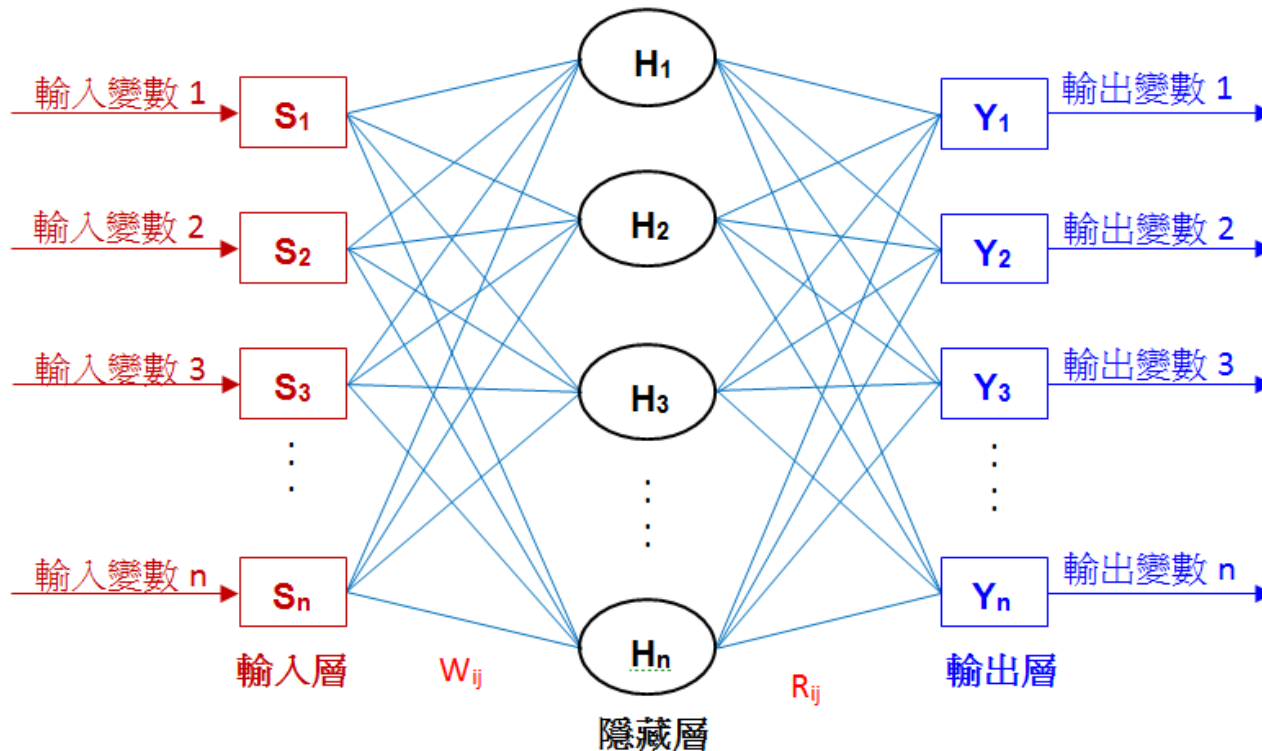 H1
輸入變數 1
S1
Y1
輸出變數 1
H2
輸入變數 2
S2
Y2
輸出變數 2
輸入變數 3
S3
H3
Y3
輸出變數 3
輸入變數 n
Sn
Hn
Yn
輸出變數 n
輸入層
Wij
Rij
輸出層
隱藏層